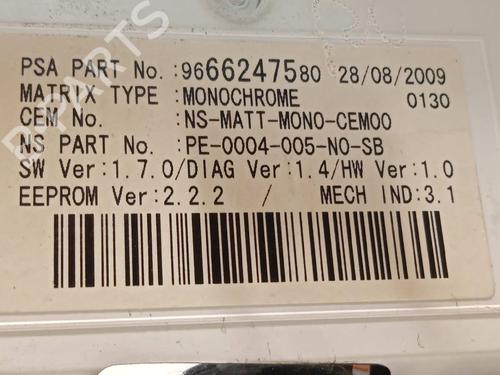 PSA PART No.:9666247580 28/08/2009
MATRIX TYPE :MONOCHROME 0130
CEM No. :NS-MATT-MONO-CEM00
NS PART No. :PE-0004-005-NO-SB
SW Ver:1.7.0/DIAG Ver:1.4/HW Ver:1.0
EEPROM Ver:2.2.2 / MECH IND:3.1